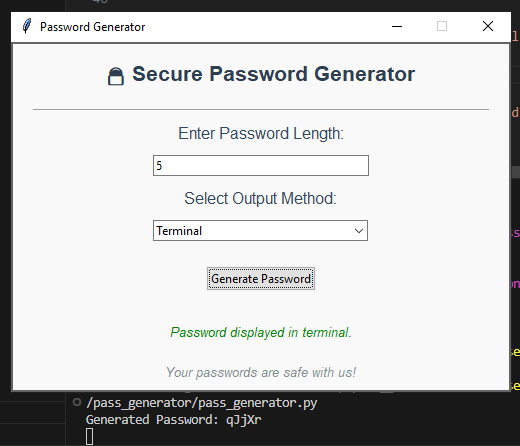 Password Generator
Secure Password Generator
Enter Password Length:
5
Select Output Method:
Terminal
Generate Password
Password displayed in terminal.
Your passwords are safe with us!
/pass_generator/pass_generator.py
Generated Password: qJjXr